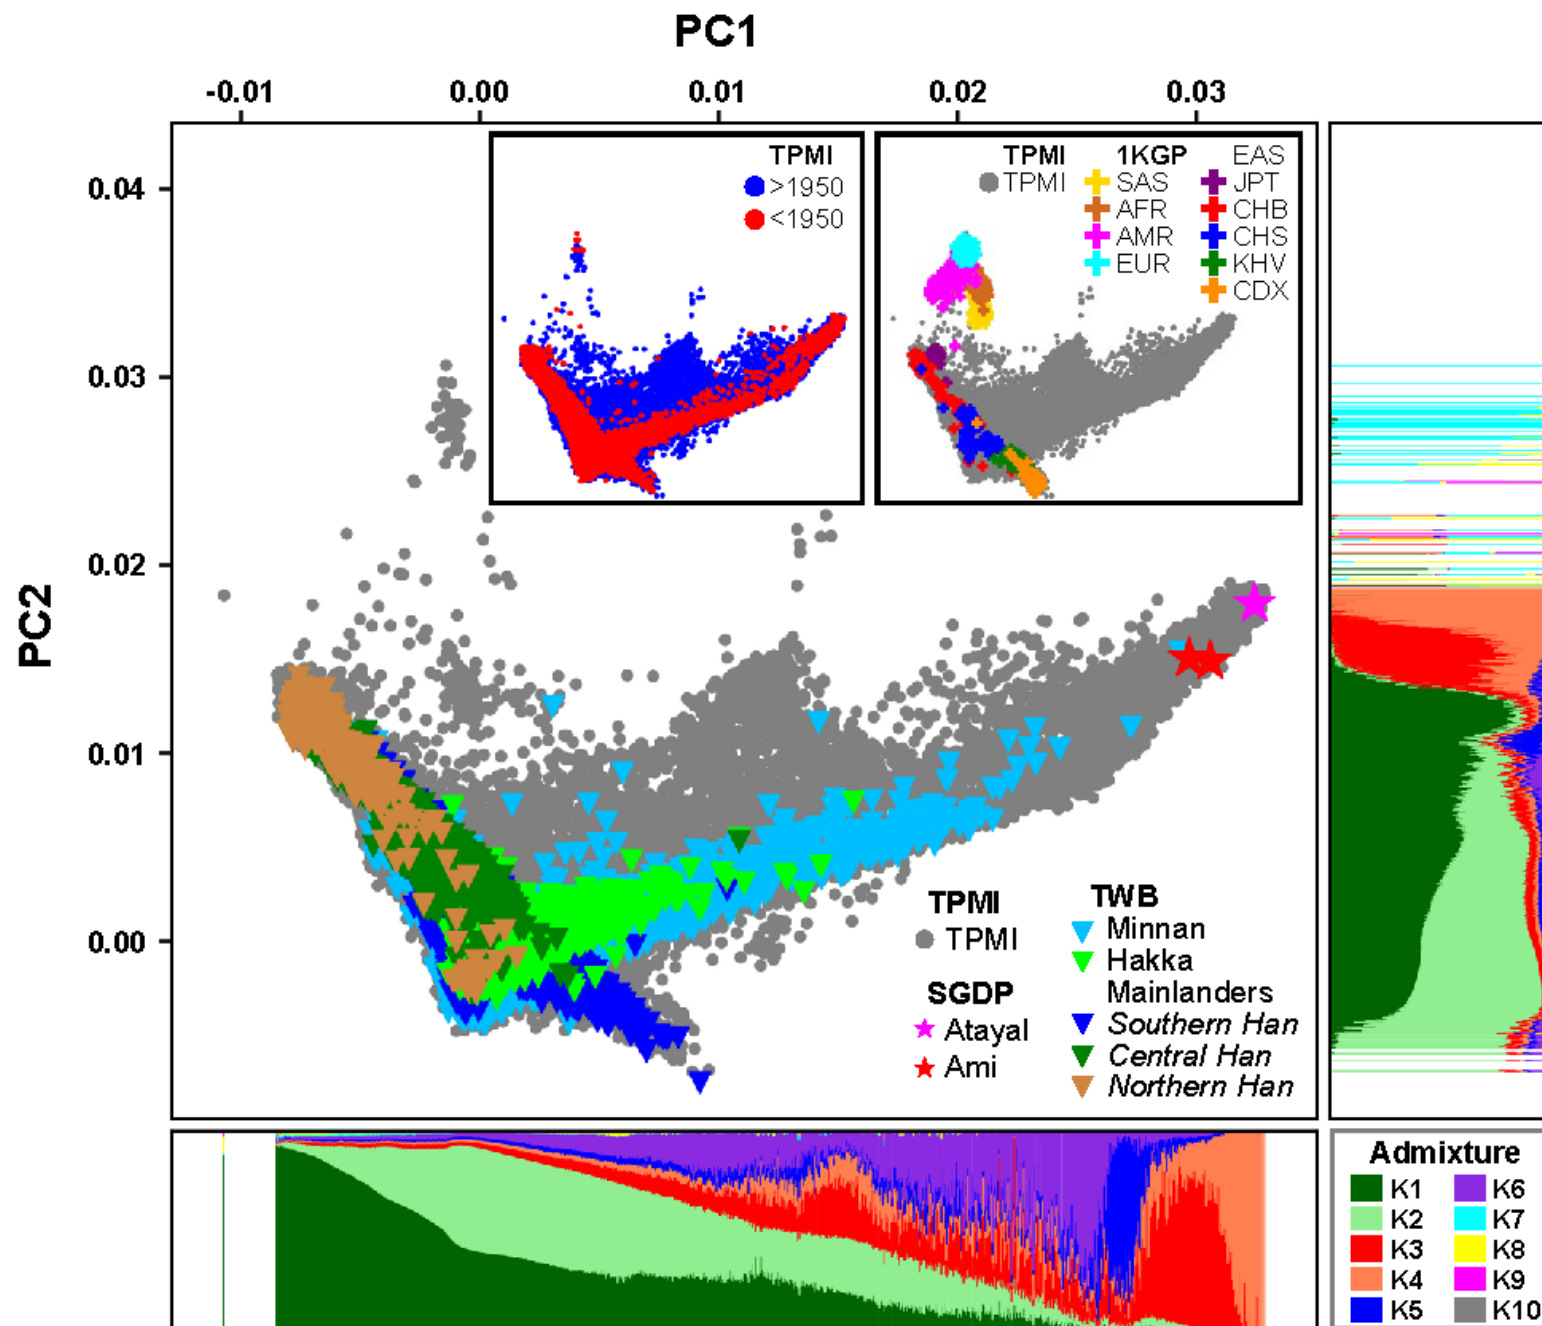 PC1
-0.01 0.00 0.01 0.02 0.03
PC2
0.04
0.03
0.02
0.01
0.00
TPMI
>1950
<1950
TPMI 1KGP EAS
TPMI SAS JPT
AFR CHB
AMR CHS
EUR KHV
CDX
TPMI
TPMI
SGDP
Atayal
Ami
TWB
Minnan
Hakka
Mainlanders
Southern Han
Central Han
Northern Han
Admixture
K1 K6
K2 K7
K3 K8
K4 K9
K5 K10